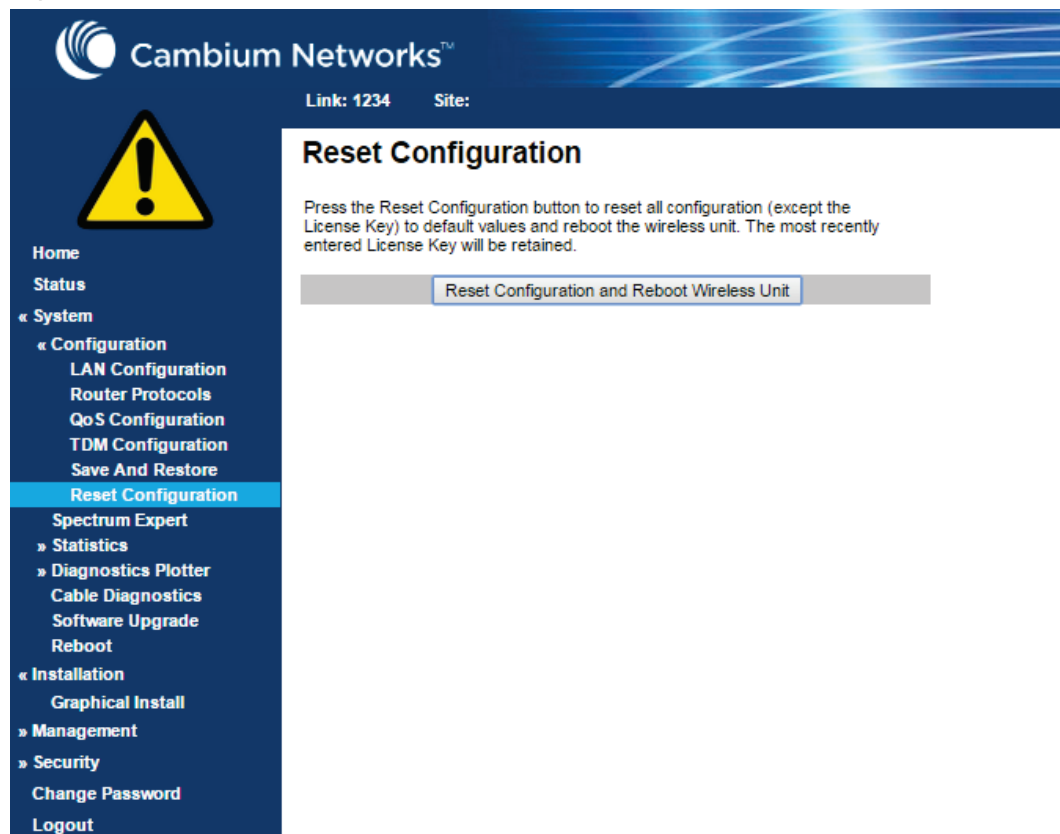 Cambium Networks™
Link: 1234 Site:
Home
Status
« System
« Configuration
LAN Configuration
Router Protocols
QoS Configuration
TDM Configuration
Save And Restore
Reset Configuration
Spectrum Expert
» Statistics
» Diagnostics Plotter
Cable Diagnostics
Software Upgrade
Reboot
« Installation
Graphical Install
» Management
» Security
Change Password
Logout
Reset Configuration
Press the Reset Configuration button to reset all configuration (except the
License Key) to default values and reboot the wireless unit. The most recently
entered License Key will be retained.
Reset Configuration and Reboot Wireless Unit